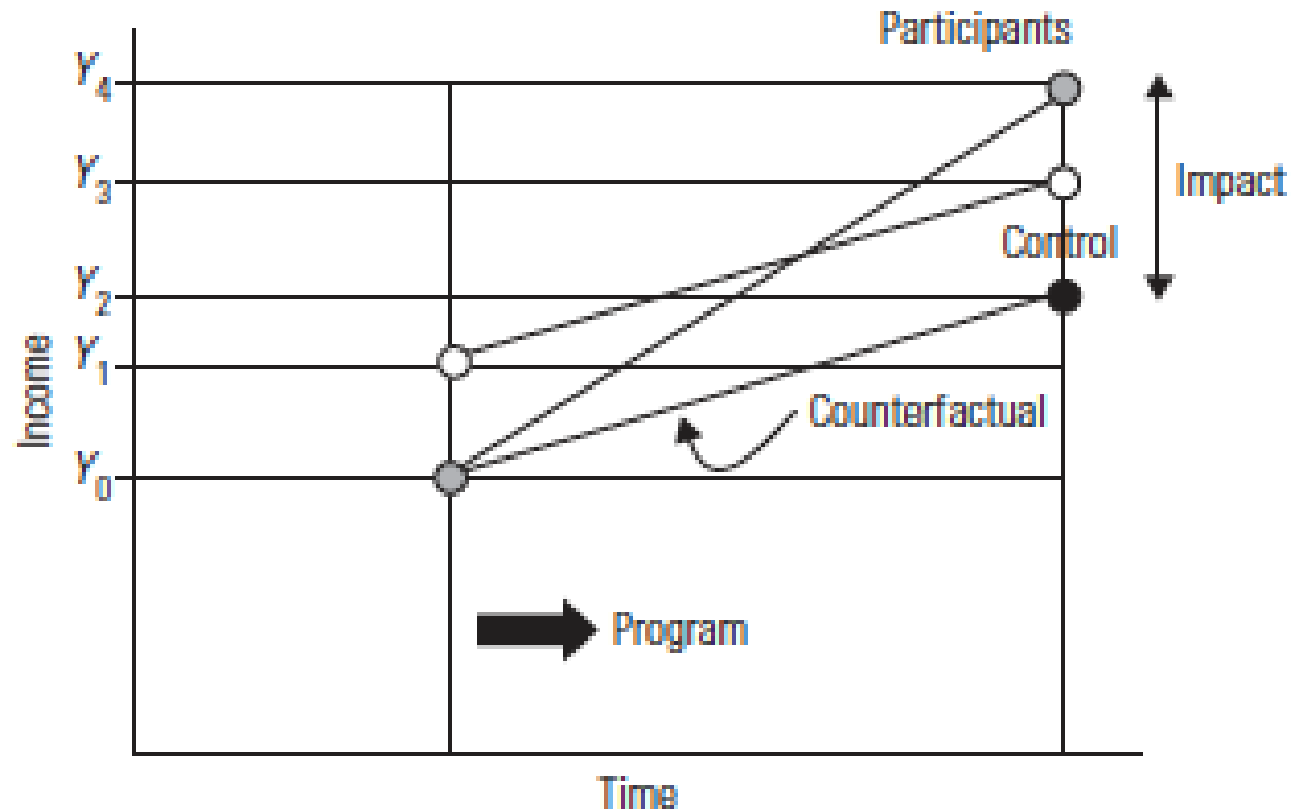 Participants
Y4
Y3
Impact
Control
Y2
Y1
Income
Counterfactual
Y0
Program
Time